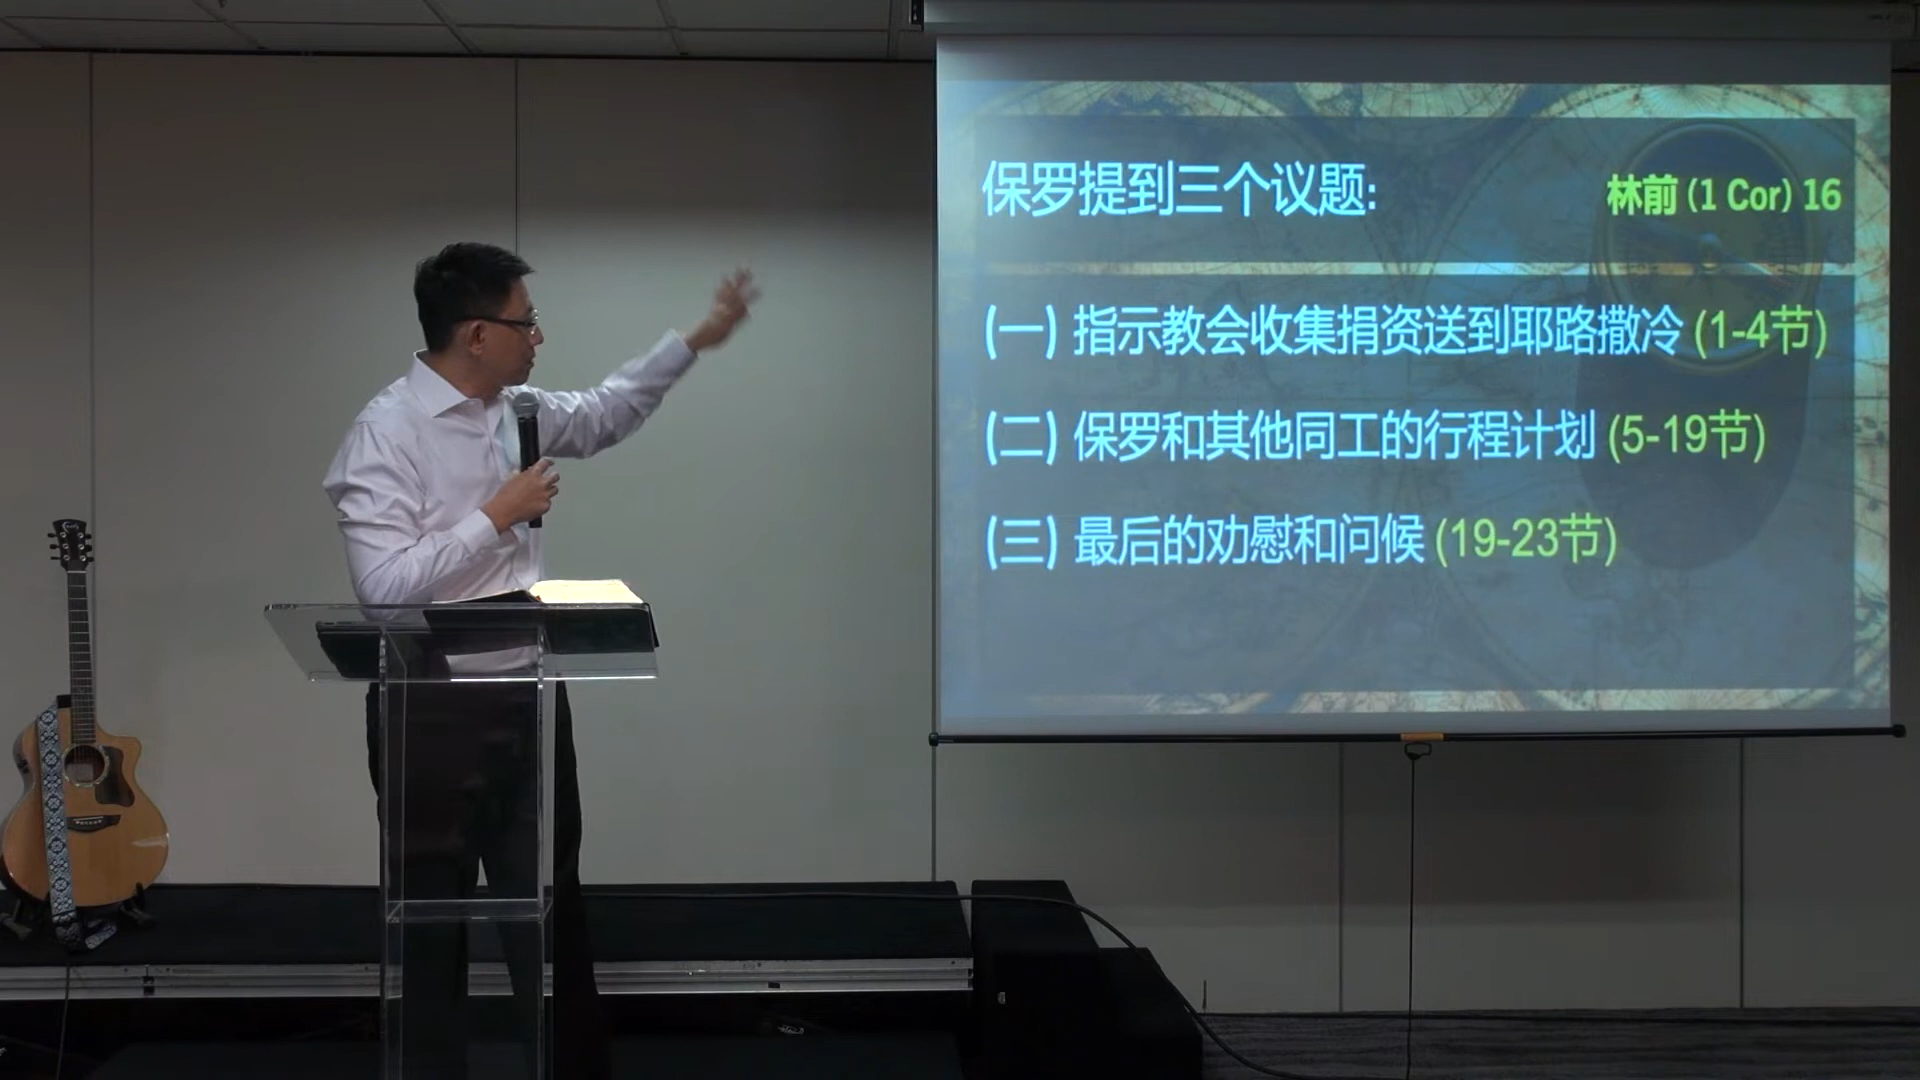 保罗提到三个议题: 林前 (1 Cor) 16
(一) 指示教会收集捐资送到耶路撒冷 (1-4节)
(二) 保罗和其他同工的行程计划 (5-19节)
(三) 最后的劝慰和问候 (19-23节)